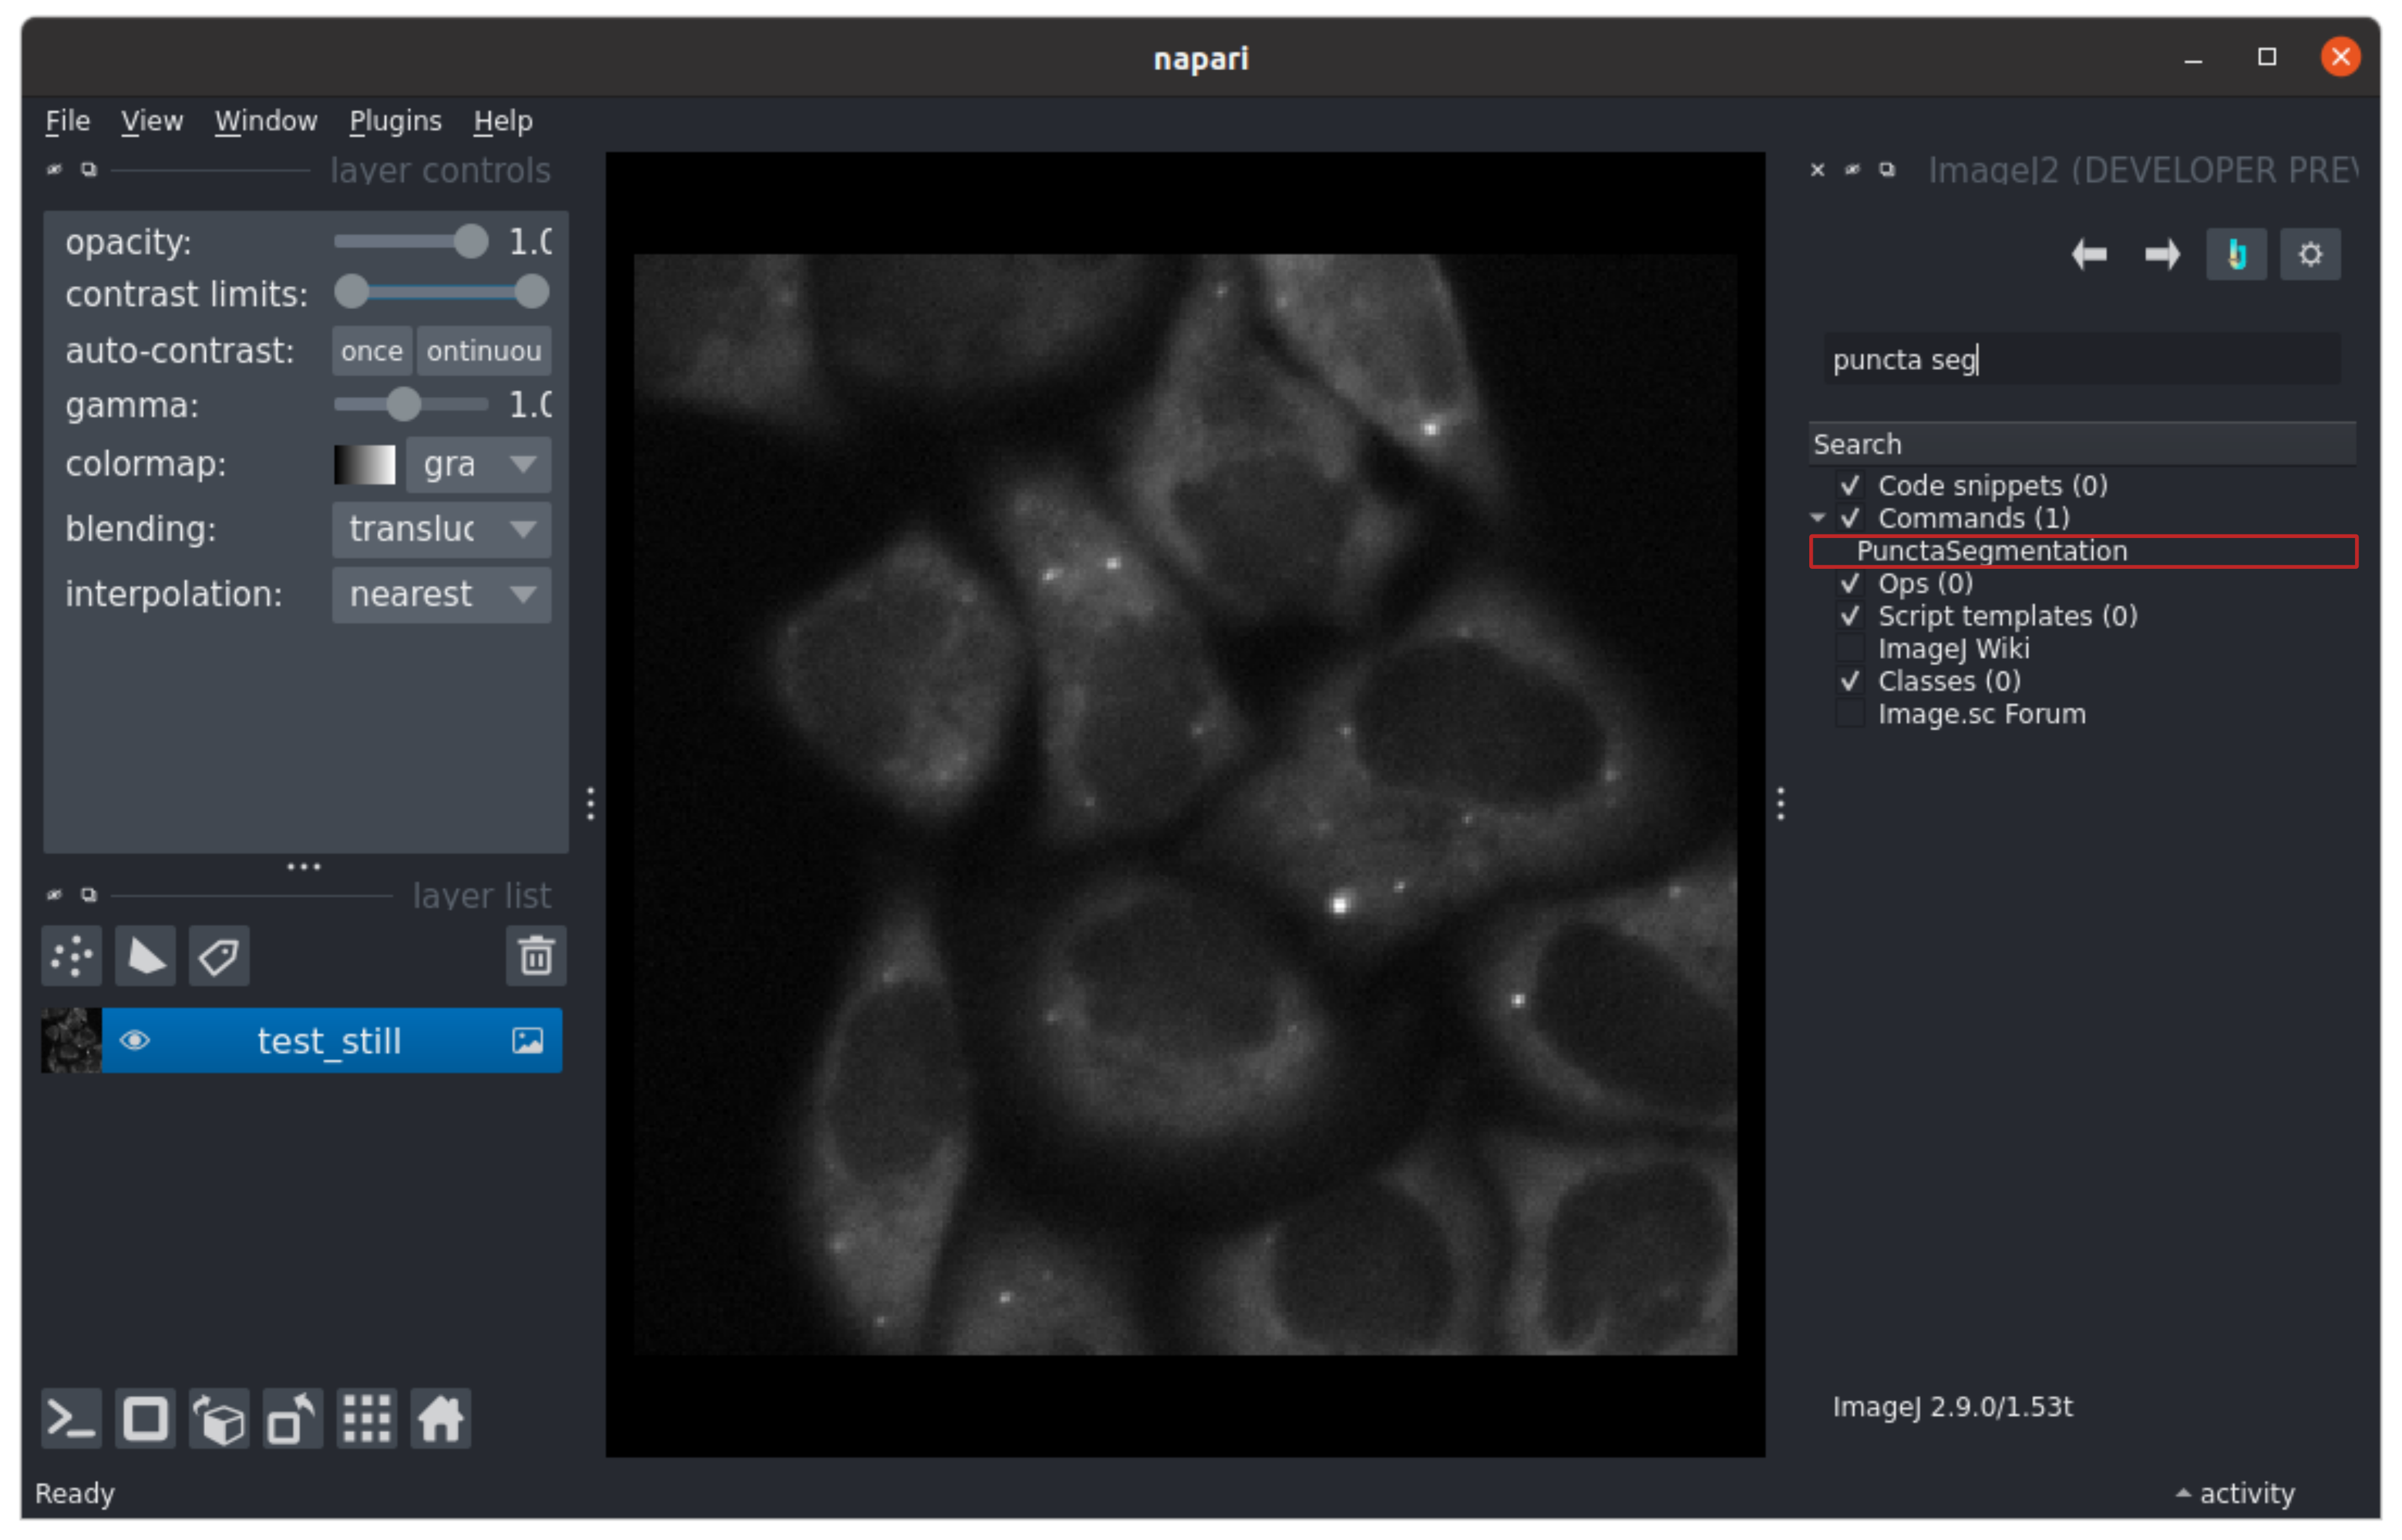 napari
File View Window Plugins Help
layer controls
opacity: 1.0
contrast limits:
auto-contrast: once ontinuou
gamma: 1.0
colormap: gra
blending: transluc
interpolation: nearest
layer list
test_still
Ready
ImageJ2 (DEVELOPER PREV
puncta seg
Search
Code snippets (0)
Commands (1)
PunctaSegmentation
Ops (0)
Script templates (0)
ImageJ Wiki
Classes (0)
Image.sc Forum
ImageJ 2.9.0/1.53t
activity